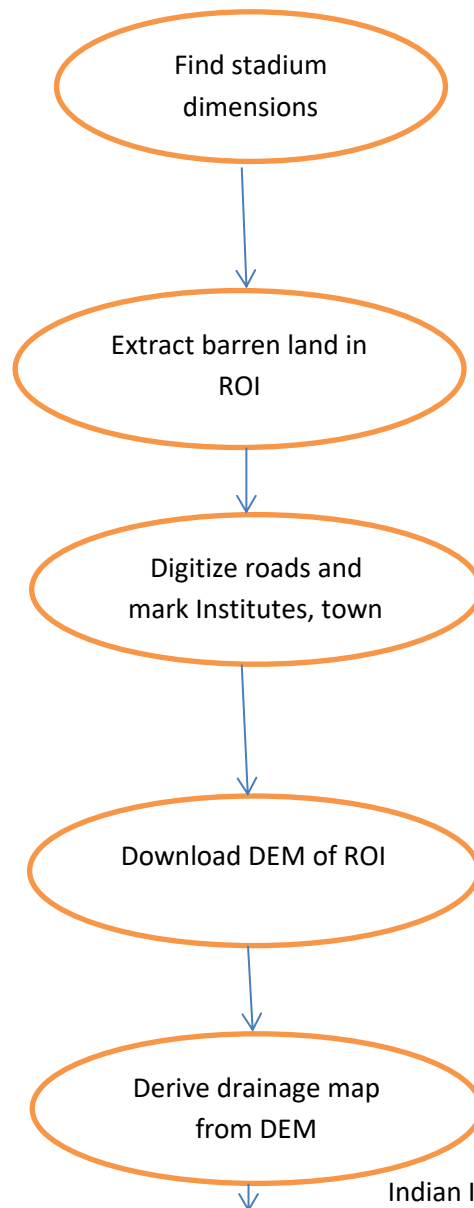 Find stadium
dimensions
Extract barren land in
ROI
Digitize roads and
mark Institutes, town
Download DEM of ROI
Derive drainage map
from DEM
Indian I